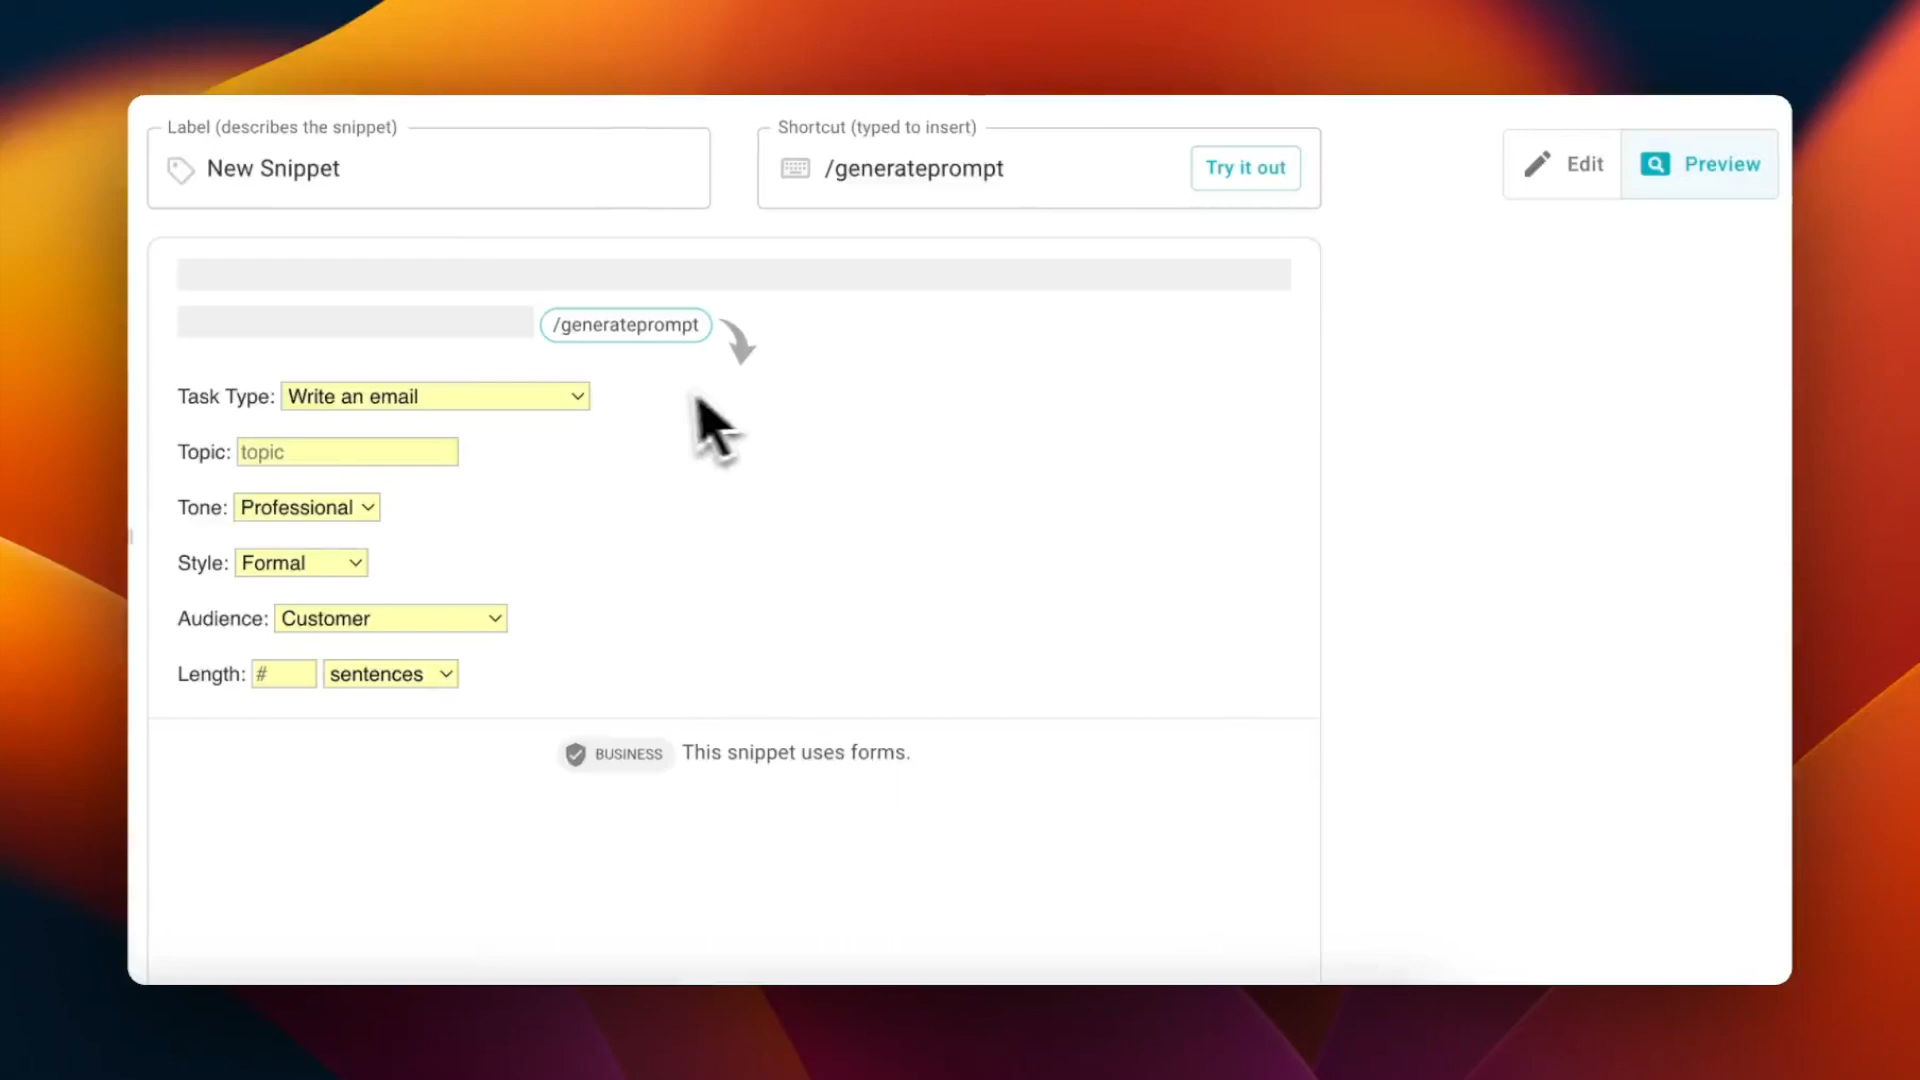 Label (describes the snippet)
New Snippet
Shortcut (typed to insert)
/generateprompt
Try it out
Edit
Preview
/generateprompt
Task Type: Write an email
Topic: topic
Tone: Professional
Style: Formal
Audience: Customer
Length: # sentences
BUSINESS This snippet uses forms.